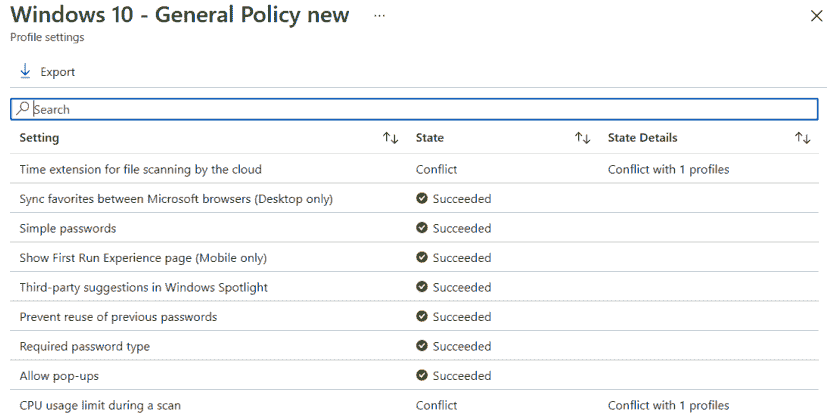 Windows 10 - General Policy new ...
Profile settings
Export
Search
Setting State State Details
Time extension for file scanning by the cloud Conflict Conflict with 1 profiles
Sync favorites between Microsoft browsers (Desktop only) Succeeded
Simple passwords Succeeded
Show First Run Experience page (Mobile only) Succeeded
Third-party suggestions in Windows Spotlight Succeeded
Prevent reuse of previous passwords Succeeded
Required password type Succeeded
Allow pop-ups Succeeded
CPU usage limit during a scan Conflict Conflict with 1 profiles